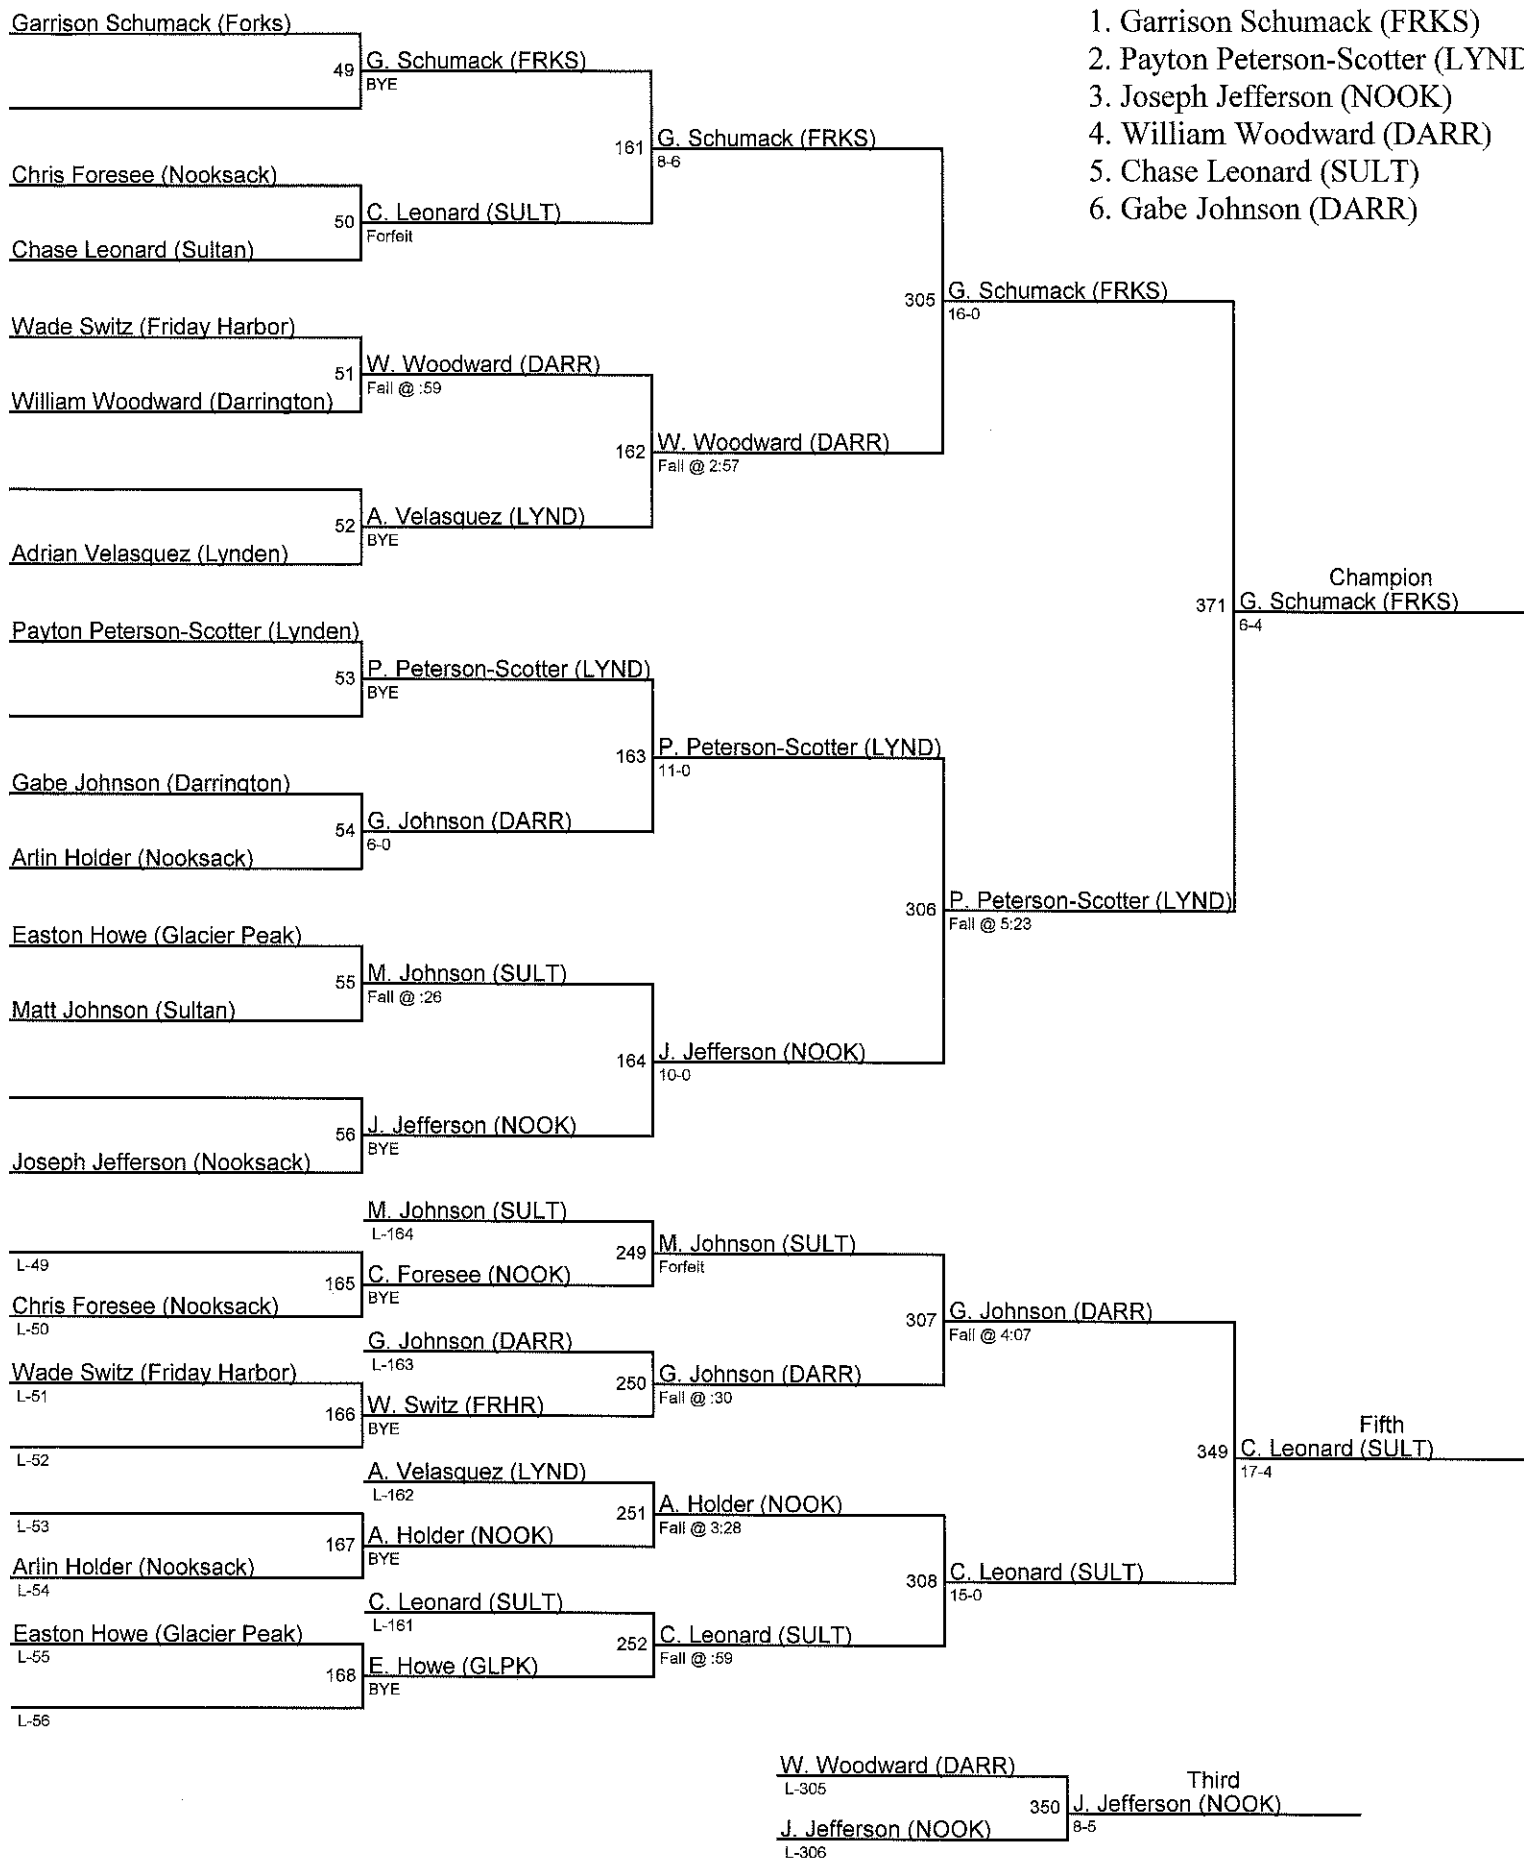 1. Garrison Schumack (FRKS)
2. Payton Peterson-Scotter (LYND
3. Joseph Jefferson (NOOK)
4. William Woodward (DARR)
5. Chase Leonard (SULT)
6. Gabe Johnson (DARR)
Garrison Schumack (Forks)
49 G. Schumack (FRKS)
BYE
161 G. Schumack (FRKS)
8-6
Chris Foresee (Nooksack)
50 C. Leonard (SULT)
Forfeit
Chase Leonard (Sultan)
305 G. Schumack (FRKS)
16-0
Wade Switz (Friday Harbor)
51 W. Woodward (DARR)
Fall @ :59
William Woodward (Darrington)
162 W. Woodward (DARR)
Fall @ 2:57
52 A. Velasquez (LYND)
BYE
Adrian Velasquez (Lynden)
Champion
371 G. Schumack (FRKS)
6-4
Payton Peterson-Scotter (Lynden)
53 P. Peterson-Scotter (LYND)
BYE
163 P. Peterson-Scotter (LYND)
11-0
Gabe Johnson (Darrington)
54 G. Johnson (DARR)
6-0
Arlin Holder (Nooksack)
306 P. Peterson-Scotter (LYND)
Fall @ 5:23
Easton Howe (Glacier Peak)
55 M. Johnson (SULT)
Fall @ :26
Matt Johnson (Sultan)
164 J. Jefferson (NOOK)
10-0
56 J. Jefferson (NOOK)
BYE
Joseph Jefferson (Nooksack)
M. Johnson (SULT)
L-164
249 M. Johnson (SULT)
Forfeit
L-49
165 C. Foresee (NOOK)
BYE
Chris Foresee (Nooksack)
L-50
307 G. Johnson (DARR)
Fall @ 4:07
G. Johnson (DARR)
L-163
Wade Switz (Friday Harbor)
L-51
250 G. Johnson (DARR)
Fall @ :30
166 W. Switz (FRHR)
BYE
L-52
Fifth
349 C. Leonard (SULT)
17-4
A. Velasquez (LYND)
L-162
L-53
251 A. Holder (NOOK)
Fall @ 3:28
167 A. Holder (NOOK)
BYE
Arlin Holder (Nooksack)
L-54
308 C. Leonard (SULT)
15-0
C. Leonard (SULT)
L-161
Easton Howe (Glacier Peak)
L-55
252 C. Leonard (SULT)
Fall @ :59
168 E. Howe (GLPK)
BYE
L-56
W. Woodward (DARR)
L-305
Third
350 J. Jefferson (NOOK)
8-5
J. Jefferson (NOOK)
L-306